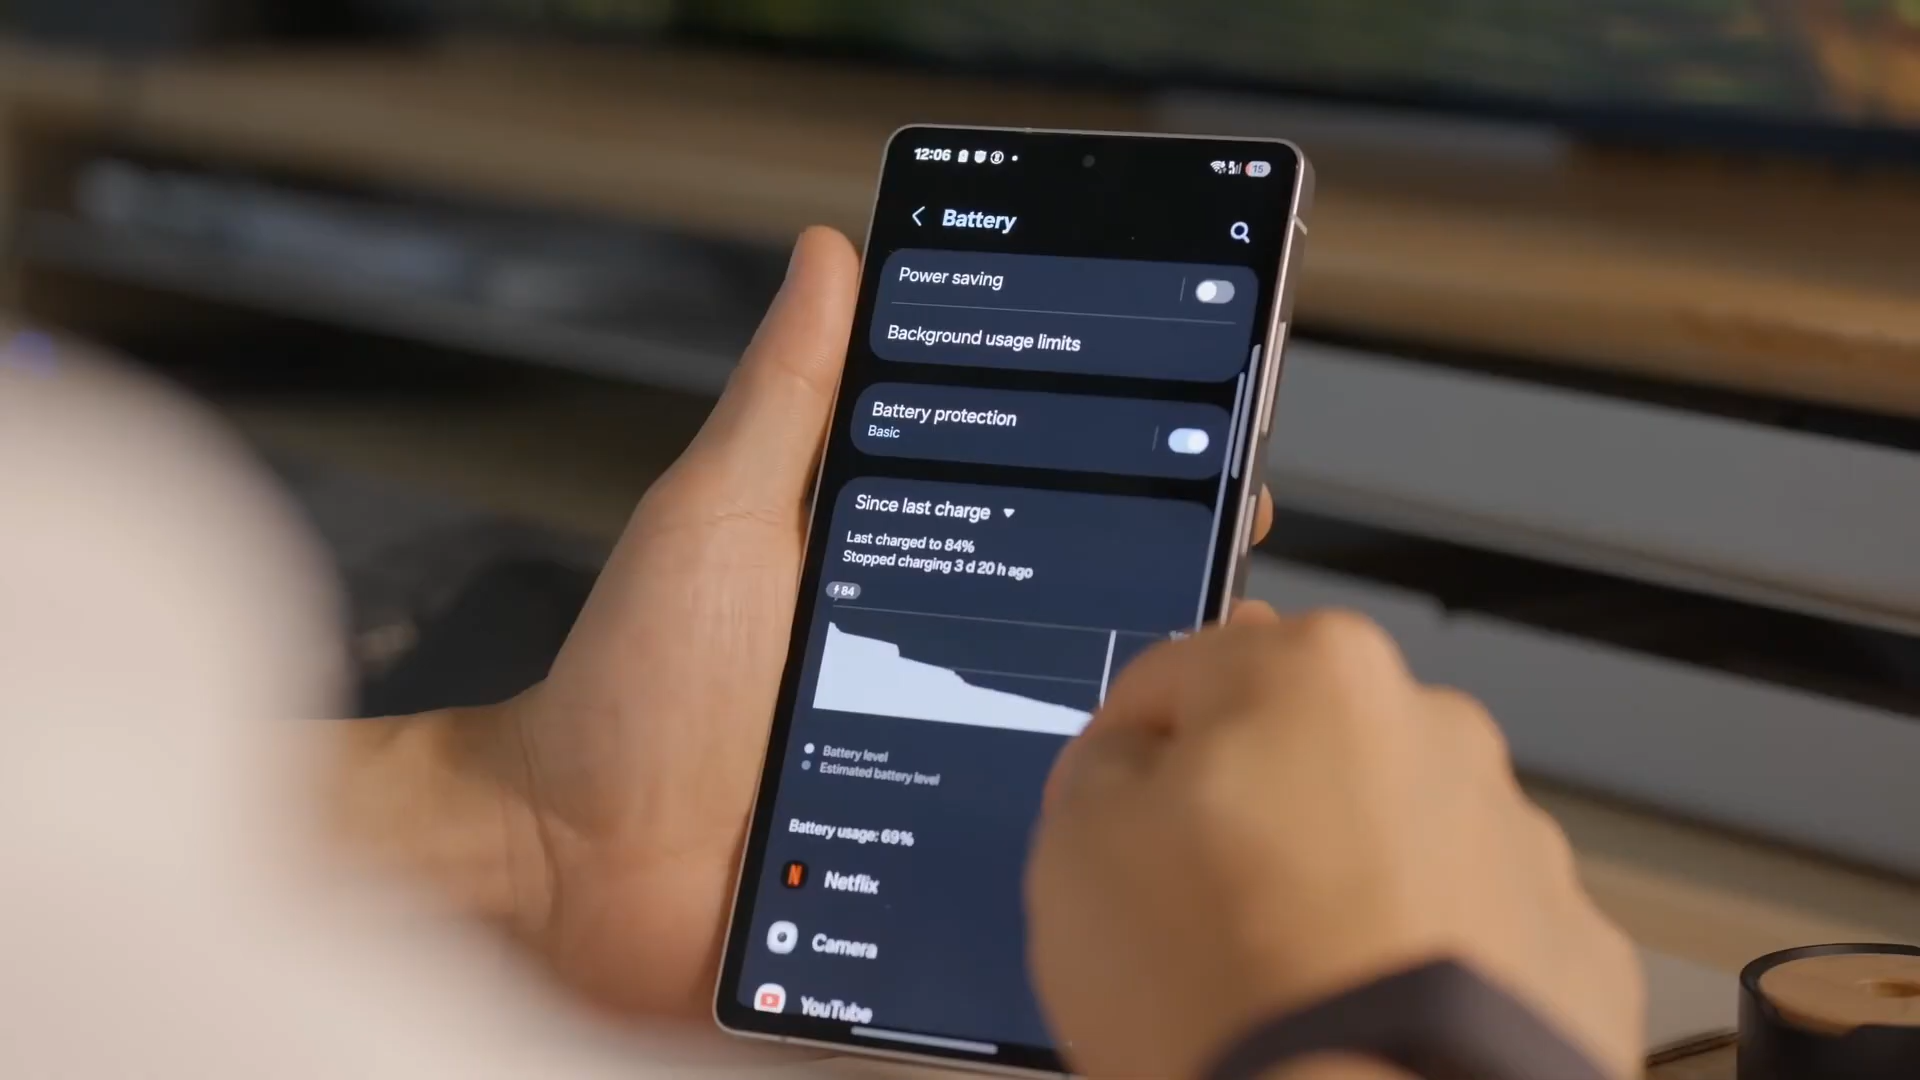 12:06
15
Battery
Power saving
Background usage limits
Battery protection
Basic
Since last charge
Last charged to 84%
Stopped charging 3 d 20 h ago
84
Battery level
Estimated battery level
Battery usage: 69%
N Netflix
Camera
YouTube